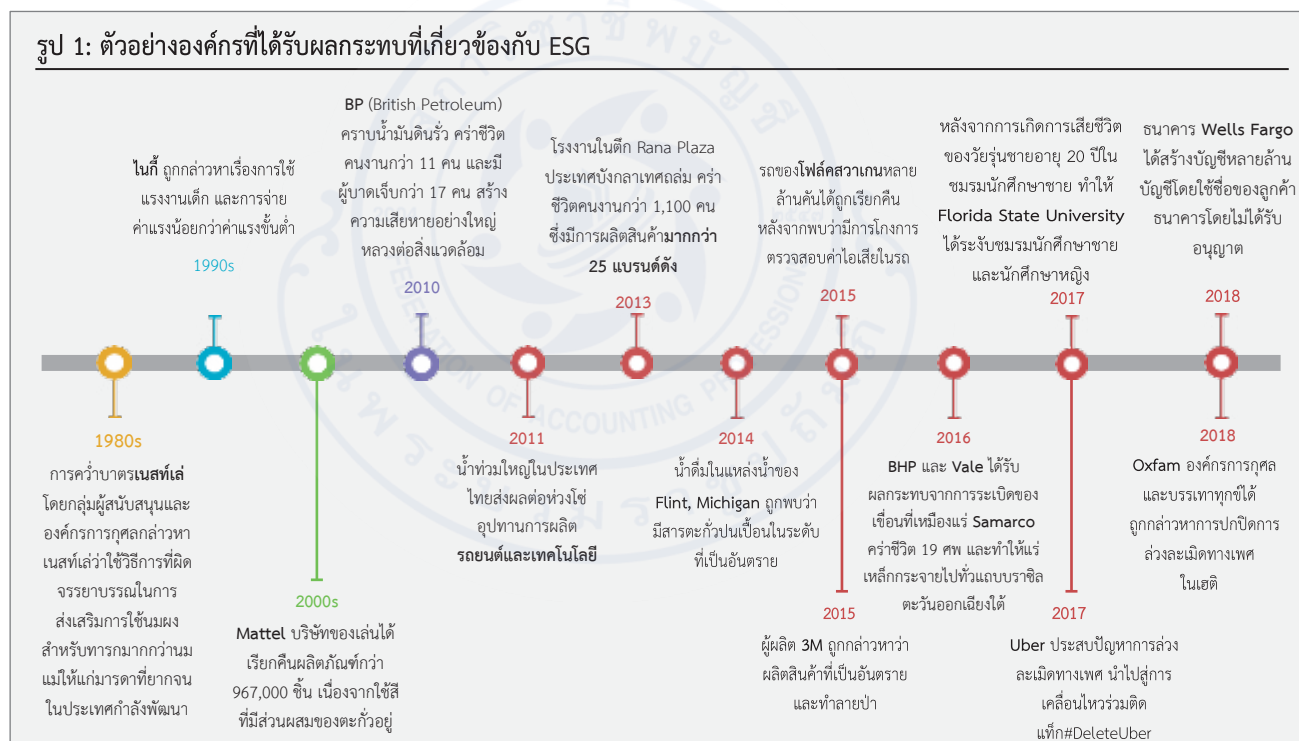 รูป 1: ตัวอย่างองค์กรที่ได้รับผลกระทบที่เกี่ยวข้องกับ ESG
1980s
การคว่ำบาตรเนสท์เล่
โดยกลุ่มผู้สนับสนุนและ
องค์กรการกุศลกล่าวหา
เนสท์เล่ว่าใช้วิธีการที่ผิด
จรรยาบรรณในการ
ส่งเสริมการใช้นมผง
สำหรับทารกมากกว่านม
แม่ให้แก่มารดาที่ยากจน
ในประเทศกำลังพัฒนา
ไนกี้ ถูกกล่าวหาเรื่องการใช้
แรงงานเด็ก และการจ่าย
ค่าแรงน้อยกว่าค่าแรงขั้นต่ำ
1990s
2000s
Mattel บริษัทของเล่นได้
เรียกคืนผลิตภัณฑ์กว่า
967,000 ชิ้น เนื่องจากใช้สี
ที่มีส่วนผสมของตะกั่วอยู่
BP (British Petroleum)
คราบน้ำมันดินรั่ว คร่าชีวิต
คนงานกว่า 11 คน และมี
ผู้บาดเจ็บกว่า 17 คน สร้าง
ความเสียหายอย่างใหญ่
หลวงต่อสิ่งแวดล้อม
2010
2011
น้ำท่วมใหญ่ในประเทศ
ไทยส่งผลต่อห่วงโซ่
อุปทานการผลิต
รถยนต์และเทคโนโลยี
โรงงานในตึก Rana Plaza
ประเทศบังกลาเทศถล่ม คร่า
ชีวิตคนงานกว่า 1,100 คน
ซึ่งมีการผลิตสินค้ามากกว่า
25 แบรนด์ดัง
2013
2014
น้ำดื่มในแหล่งน้ำของ
Flint, Michigan ถูกพบว่า
มีสารตะกั่วปนเปื้อนในระดับ
ที่เป็นอันตราย
รถของโฟล์คสวาเกนหลาย
ล้านคันได้ถูกเรียกคืน
หลังจากพบว่ามีการโกงการ
ตรวจสอบค่าไอเสียในรถ
2015
2015
ผู้ผลิต 3M ถูกกล่าวหาว่า
ผลิตสินค้าที่เป็นอันตราย
และทำลายป่า
2016
BHP และ Vale ได้รับ
ผลกระทบจากการระเบิดของ
เขื่อนที่เหมืองแร่ Samarco
คร่าชีวิต 19 ศพ และทำให้แร่
เหล็กกระจายไปทั่วแถบบราซิล
ตะวันออกเฉียงใต้
หลังจากการเกิดการเสียชีวิต
ของวัยรุ่นชายอายุ 20 ปีใน
ชมรมนักศึกษาชาย ทำให้
Florida State University
ได้ระงับชมรมนักศึกษาชาย
และนักศึกษาหญิง
2017
2017
Uber ประสบปัญหาการล่วง
ละเมิดทางเพศ นำไปสู่การ
เคลื่อนไหวร่วมติด
แท็ก#DeleteUber
ธนาคาร Wells Fargo
ได้สร้างบัญชีหลายล้าน
บัญชีโดยใช้ชื่อของลูกค้า
ธนาคารโดยไม่ได้รับ
อนุญาต
2018
2018
Oxfam องค์กรการกุศล
และบรรเทาทุกข์ได้
ถูกกล่าวหาการปกปิดการ
ล่วงละเมิดทางเพศ
ในเฮติ
สภาวิชาชีพบัญชี
ในพระบรมราชูปถัมภ์
FEDERATION OF ACCOUNTING PROFESSION